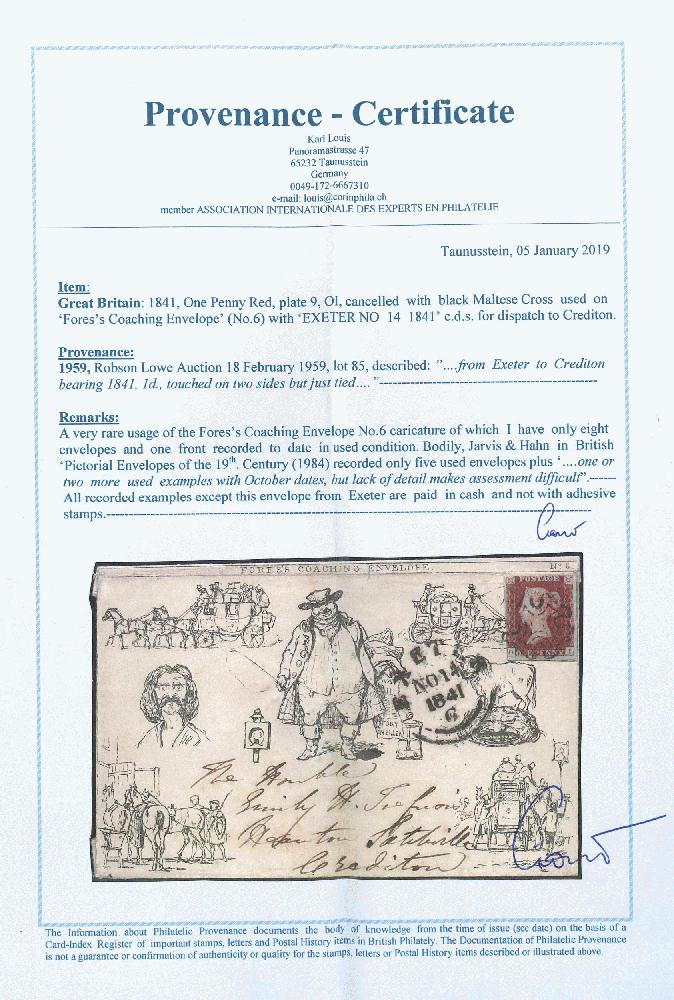 Provenance - Certificate
Karl Louis
Panoramastrasse 47
65232 Taunusstein
Germany
0049-172-6667310
e-mail: louis@corinphila.ch
member ASSOCIATION INTERNATIONALE DES EXPERTS EN PHILATELIE
Taunusstein, 05 January 2019
Item:
Great Britain: 1841, One Penny Red, plate 9, OI, cancelled with black Maltese Cross used on
‘Fores’s Coaching Envelope’ (No.6) with ‘EXETER NO 14 1841’ c.d.s. for dispatch to Crediton.
Provenance:
1959, Robson Lowe Auction 18 February 1959, lot 85, described: "....from Exeter to Crediton
bearing 1841, 1d., touched on two sides but just tied.... "------------------------------------------
Remarks:
A very rare usage of the Fores's Coaching Envelope No.6 caricature of which I have only eight
envelopes and one front recorded to date in used condition. Bodily, Jarvis & Hahn in British
‘Pictorial Envelopes of the 19th. Century (1984) recorded only five used envelopes plus ‘....one or
two more used examples with October dates, but lack of detail makes assessment difficult”.------
All recorded examples except this envelope from Exeter are paid in cash and not with adhesive
stamps.------------------------------------------------------------------------------------------
FORES'S COACHING ENVELOPE.
No 6
POSTAGE
NO 14
1841
The Honble
Emily H.
Crediton
The Information about Philatelic Provenance documents the body of knowledge from the time of issue (see date) on the basis of a
Card-Index Register of important stamps, letters and Postal History items in British Philately. The Documentation of Philatelic Provenance
is not a guarantee or confirmation of authenticity or quality for the stamps, letters or Postal History items described or illustrated above.